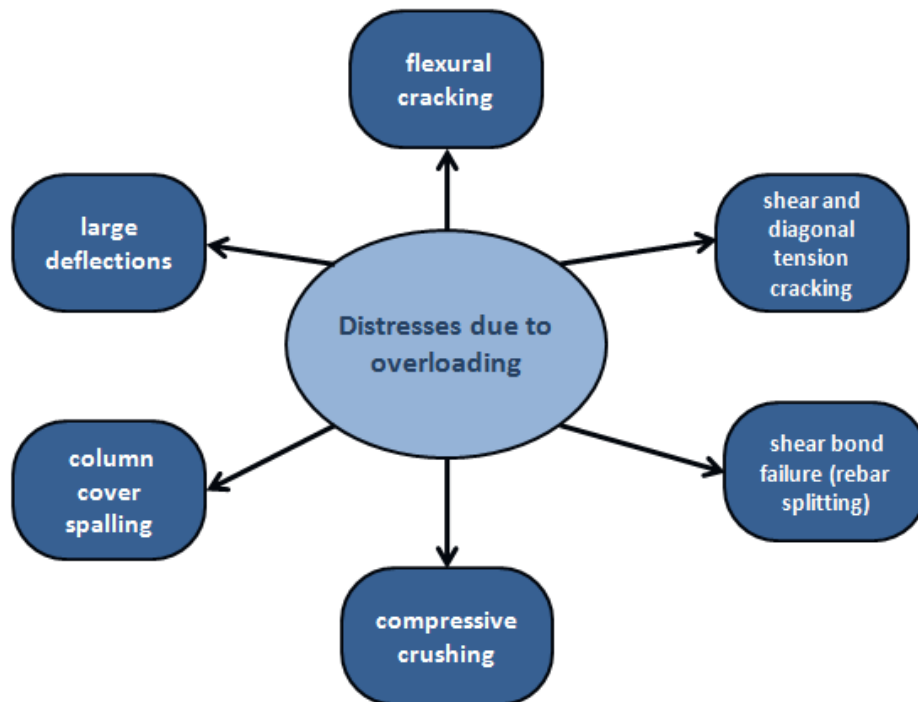 flexural
cracking
large
deflections
shear and
diagonal
tension
cracking
Distresses due to
overloading
column
cover
spalling
shear bond
failure (rebar
splitting)
compressive
crushing